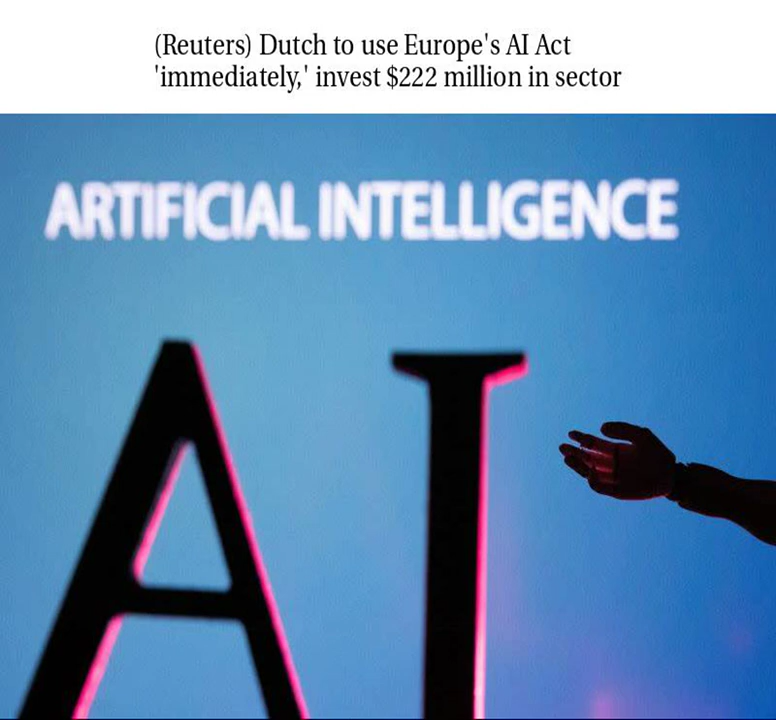 (Reuters) Dutch to use Europe's AI Act
'immediately,' invest $222 million in sector
ARTIFICIAL INTELLIGENCE
AI